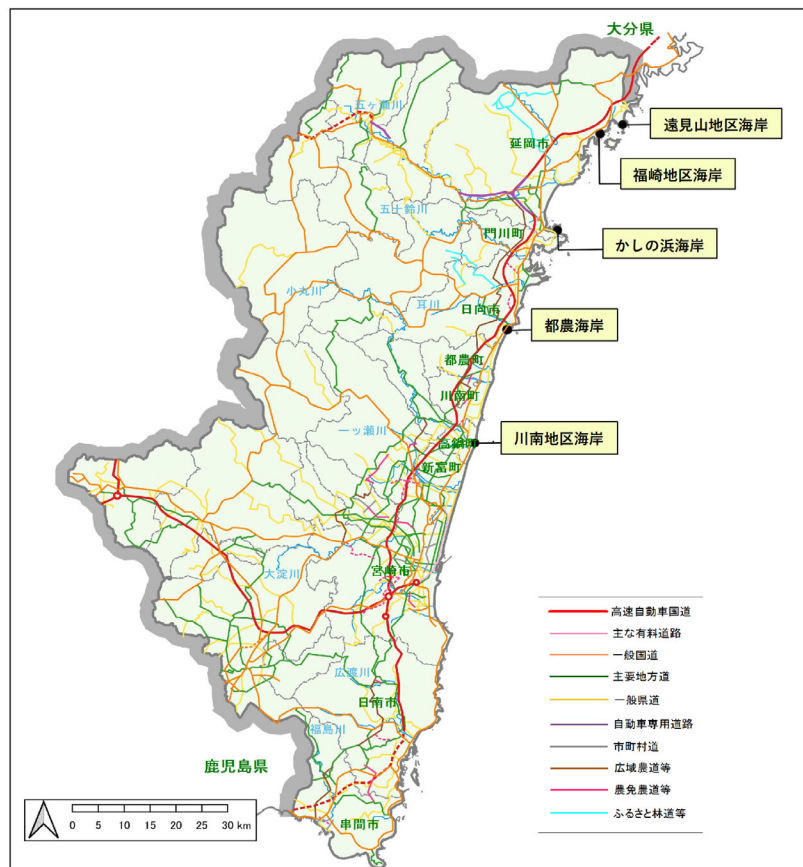 大分県
五ヶ瀬川
延岡市
遠見山地区海岸
福崎地区海岸
五十鈴川
門川町
かしの浜海岸
小丸川
耳川
日向市
都農海岸
都農町
川南町
一ッ瀬川
高鍋町
川南地区海岸
新富町
大淀川
宮崎市
高速自動車国道
主な有料道路
一般国道
広渡川
主要地方道
日南市
一般県道
福島川
自動車専用道路
市町村道
鹿児島県
広域農道等
農免農道等
ふるさと林道等
串間市
0 5 10 20 30 km